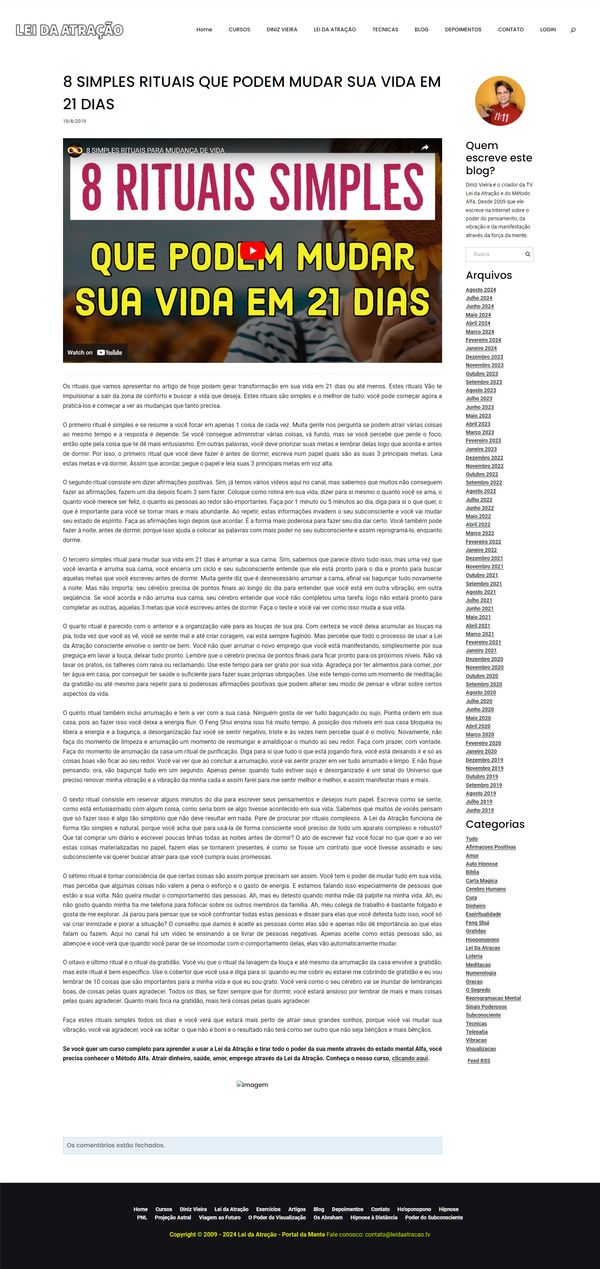 LEI DA ATRAÇÃO
Home CURSOS DINIZ VIEIRA LEI DA ATRAÇÃO TECNICAS BLOG DEPOIMENTOS CONTATO LOGIN
8 SIMPLES RITUAIS QUE PODEM MUDAR SUA VIDA EM
21 DIAS
19/8/2019
8 SIMPLES RITUAIS PARA MUDANÇA DE VIDA
8 RITUAIS SIMPLES
QUE PODEM MUDAR
SUA VIDA EM 21 DIAS
Watch on YouTube
Os rituais que vamos apresentar no artigo de hoje podem gerar transformação em sua vida em 21 dias ou até menos. Estes rituais Vão te
impulsionar a sair da zona de conforto e buscar a vida que deseja. Estes rituais são simples e o melhor de tudo: você pode começar agora a
praticá-los e começar a ver as mudanças que tanto precisa.
O primeiro ritual é simples e se resume a você focar em apenas 1 coisa de cada vez. Muita gente nos pergunta se podem atrair várias coisas
ao mesmo tempo e a resposta é depende. Se você consegue administrar várias coisas, vá fundo, mas se você percebe que perde o foco,
então opte pela coisa que te dê mais entusiasmo. Em outras palavras, você deve priorizar suas metas e lembrar delas logo que acorda e antes
de dormir. Por isso, o primeiro ritual que você deve fazer é antes de dormir, escreva num papel quais são as suas 3 principais metas. Leia
estas metas e vá dormir. Assim que acordar, pegue o papel e leia suas 3 principais metas em voz alta.
O segundo ritual consiste em dizer afirmações positivas. Sim, já temos vários vídeos aqui no canal, mas sabemos que muitos não conseguem
fazer as afirmações, fazem um dia depois ficam 3 sem fazer. Coloque como rotina em sua vida, dizer para si mesmo o quanto você se ama, o
quanto você merece ser feliz, o quanto as pessoas ao redor são importantes. Faça por 1 minuto ou 5 minutos ao dia, diga para si o que quer, o
que é importante para você se tornar mais e mais abundante. Ao repetir, estas informações invadem o seu subconsciente e você vai mudar
seu estado de espírito. Faça as afirmações logo depois que acordar. É a forma mais poderosa para fazer seu dia dar certo. Você também pode
fazer à noite, antes de dormir, porque isso ajuda a colocar as palavras com mais poder no seu subconsciente e assim reprogramá-lo, enquanto
dorme.
O terceiro simples ritual para mudar sua vida em 21 dias é arrumar a sua cama. Sim, sabemos que parece óbvio tudo isso, mas uma vez que
você levanta e arruma sua cama, você encerra um ciclo e seu subconsciente entende que ele está pronto para o dia e pronto para buscar
aquelas metas que você escreveu antes de dormir. Muita gente diz que é desnecessário arrumar a cama, afinal vai bagunçar tudo novamente
à noite. Mas não importa: seu cérebro precisa de pontos finais ao longo do dia para entender que você está em outra vibração, em outra
seqüência. Se você acorda e não arruma sua cama, seu cérebro entende que você não completou uma tarefa, logo não estará pronto para
completar as outras, aquelas 3 metas que você escreveu antes de dormir. Faça o teste e você vai ver como isso muda a sua vida.
O quarto ritual é parecido com o anterior e a organização vale para as louças de sua pia. Com certeza se você deixa acumular as louças na
pia, toda vez que você as vê, você se sente mal e até criar coragem, vai está sempre fugindo. Mas percebe que todo o processo de usar a Lei
da Atração consciente envolve o sentir-se bem. Você não quer arruinar o novo emprego que você está manifestando, simplesmente por sua
preguiça em lavar a louça, deixar tudo pronto. Lembre que o cérebro precisa de pontos finais para ficar pronto para os próximos níveis. Não vá
lavar os pratos, os talheres com raiva ou reclamando. Use este tempo para ser grato por sua vida. Agradeça por ter alimentos para comer, por
ter água em casa, por conseguir ter saúde o suficiente para fazer suas próprias obrigações. Use este tempo como um momento de meditação
da gratidão ou até mesmo para repetir para si poderosas afirmações positivas que podem alterar seu modo de pensar e vibrar sobre certos
aspectos da vida.
O quinto ritual também inclui arrumação e tem a ver com a sua casa. Ninguém gosta de ver tudo bagunçado ou sujo. Ponha ordem em sua
casa, pois ao fazer isso você deixa a energia fluir. O Feng Shui ensina isso há muito tempo. A posição dos móveis em sua casa bloqueia ou
libera a energia e a bagunça, a desorganização faz você se sentir negativo, triste e às vezes nem percebe qual é o motivo. Novamente, não
faça do momento de limpeza e arrumação um momento de resmungar e amaldiçoar o mundo ao seu redor. Faça com prazer, com vontade.
Faça do momento de arrumação da casa um ritual de purificação. Diga para si que tudo o que está jogando fora, você está deixando ir e só as
coisas boas vão ficar ao seu redor. Você vai ver que ao concluir a arrumação, você vai sentir prazer em ver tudo arrumado e limpo. E não fique
pensando: ora, vão bagunçar tudo em um segundo. Apenas pense: quando tudo estiver sujo e desorganizado é um sinal do Universo que
preciso renovar minha vibração e a vibração da minha cada e assim farei para me sentir melhor e melhor, e assim manifestar mais e mais.
O sexto ritual consiste em reservar alguns minutos do dia para escrever seus pensamentos e desejos num papel. Escreva como se sente,
como está entusiasmado com algum coisa, como seria bom se algo tivesse acontecido em sua vida. Sabemos que muitos de vocês pensam
que só fazer isso é algo tão simplório que não deve resultar em nada. Pare de procurar por rituais complexos. A Lei da Atração funciona de
forma tão simples e natural, porque você acha que para usá-la de forma consciente você preciso de todo um aparato complexo e robusto?
Que tal comprar um diário e escrever poucas linhas todas as noites antes de dormir? O ato de escrever faz você focar no que quer e ao ver
estas coisas materializadas no papel, fazem elas se tornarem presentes, é como se fosse um contrato que você tivesse assinado e seu
subconsciente vai querer buscar atrair para que você cumpra suas promessas.
O sétimo ritual é tomar consciência de que certas coisas são assim porque precisam ser assim. Você tem o poder de mudar tudo em sua vida,
mas perceba que algumas coisas não valem a pena o esforço e o gasto de energia. E estamos falando isso especialmente de pessoas que
estão a sua volta. Não queira mudar o comportamento das pessoas. Ah, mas eu detesto quando minha mãe dá palpite na minha vida. Ah, eu
não gosto quando minha tia me telefona para fofocar sobre os outros membros da família. Ah, meu colega de trabalho é bastante folgado e
gosta de me explorar. Já parou para pensar que se você confrontar todas estas pessoas e disser para elas que você detesta tudo isso, você só
vai criar inimizade e piorar a situação? O conselho que damos é aceite as pessoas como elas são e apenas não dê importância ao que elas
falam ou fazem. Aqui no canal há um vídeo te ensinando a se livrar de pessoas negativas. Apenas aceite como estas pessoas são, as
abençoe e você verá que quando você parar de se incomodar com o comportamento delas, elas vão automaticamente mudar.
O oitavo e último ritual é o ritual da gratidão. Você viu que o ritual da lavagem da louça e até mesmo da arrumação da casa envolve a gratidão,
mas este ritual é bem especifico. Use o cobertor que você usa e diga para si: quando eu me cobrir eu estarei me cobrindo de gratidão e eu vou
lembrar de 10 coisas que são importantes para a minha vida e que eu sou grato. Você verá como o seu cérebro vai se inundar de lembranças
boas, de coisas pelas quais agradecer. Todos os dias, se fizer sempre que for dormir, você estará ansioso por lembrar de mais e mais coisas
pelas quais agradecer. Quanto mais foca na gratidão, mais terá coisas pelas quais agradecer.
Faça estes rituais simples todos os dias e você verá que estará mais perto de atrair seus grandes sonhos, porque você vai mudar sua
vibração, você vai agradecer, você vai soltar o que não é bom e o resultado não terá como ser outro que não seja bênçãos e mais bênçãos.
Se você quer um curso completo para aprender a usar a Lei da Atração e tirar todo o poder da sua mente através do estado mental Alfa, você
precisa conhecer o Método Alfa. Atrair dinheiro, saúde, amor, emprego através da Lei da Atração. Conheça o nosso curso, clicando aqui.
Imagem
Os comentários estão fechados.
11:11
Quem
escreve este
blog?
Diniz Vieira é o criador da TV
Lei da Atração e do Método
Alfa. Desde 2009 que ele
escreve na Internet sobre o
poder do pensamento, da
vibração e da manifestação
através da força da mente.
Busca
Arquivos
Agosto 2024
Julho 2024
Junho 2024
Maio 2024
Abril 2024
Março 2024
Fevereiro 2024
Janeiro 2024
Dezembro 2023
Novembro 2023
Outubro 2023
Setembro 2023
Agosto 2023
Julho 2023
Junho 2023
Maio 2023
Abril 2023
Março 2023
Fevereiro 2023
Janeiro 2023
Dezembro 2022
Novembro 2022
Outubro 2022
Setembro 2022
Agosto 2022
Julho 2022
Junho 2022
Maio 2022
Abril 2022
Março 2022
Fevereiro 2022
Janeiro 2022
Dezembro 2021
Novembro 2021
Outubro 2021
Setembro 2021
Agosto 2021
Julho 2021
Junho 2021
Maio 2021
Abril 2021
Março 2021
Fevereiro 2021
Janeiro 2021
Dezembro 2020
Novembro 2020
Outubro 2020
Setembro 2020
Agosto 2020
Julho 2020
Junho 2020
Maio 2020
Abril 2020
Março 2020
Fevereiro 2020
Janeiro 2020
Dezembro 2019
Novembro 2019
Outubro 2019
Setembro 2019
Agosto 2019
Julho 2019
Junho 2019
Categorias
Tudo
Afirmacoes Positivas
Amor
Auto Hipnose
Biblia
Carta Magica
Cerebro Humano
Cura
Dinheiro
Espiritualidade
Feng Shui
Gratidao
Hooponopono
Lei Da Atracao
Loteria
Meditacao
Numerologia
Oracao
O Segredo
Reprogramacao Mental
Sinais Poderosos
Subconsciente
Tecnicas
Telepatia
Vibracao
Visualizacao
Feed RSS
Home Cursos Diniz Vieira Lei da Atração Exercícios Artigos Blog Depoimentos Contato Ho'oponopono Hipnose
PNL Projeção Astral Viagem ao Futuro O Poder da Visualização Os Abraham Hipnose à Distância Poder do Subconsciente
Copyright © 2009 - 2024 Lei da Atração - Portal da Mente Fale conosco: contato@leidaatracao.tv